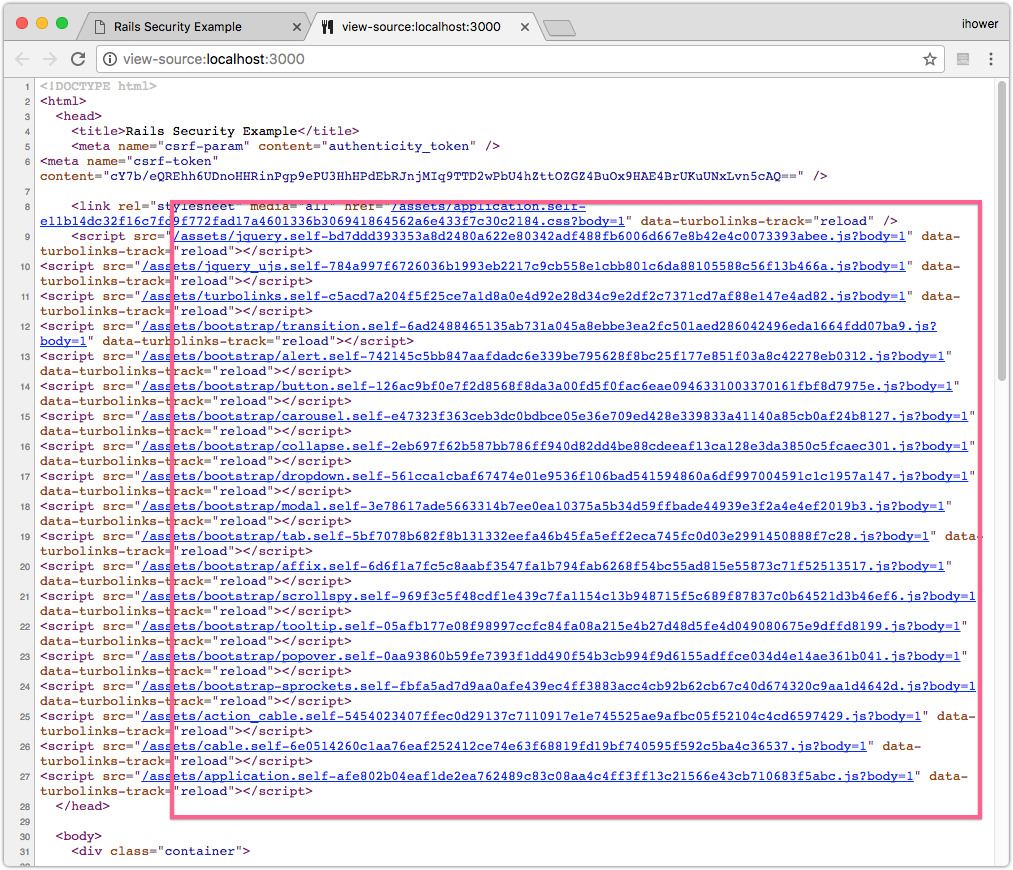 Rails Security Example
view-source:localhost:3000
ihower
view-source:localhost:3000
1 <!DOCTYPE html>
2 <html>
3 <head>
4 <title>Rails Security Example</title>
5 <meta name="csrf-param" content="authenticity_token" />
6 <meta name="csrf-token"
content="cY7b/eQREhh6UDnoHHRinPgp9ePU3HhHPdEbRJnjMIq9TTD2wPbU4hZttOZGZ4BuOx9HAE4BrUKuUNxLvn5cAQ==" />
7
8 <link rel="stylesheet" media="all" href="/assets/application.self-
e11b14dc32f16c7fc9f772fad17a4601336b306941864562a6e433f7c30c2184.css?body=1" data-turbolinks-track="reload" />
9 <script src="/assets/jquery.self-bd7ddd393353a8d2480a622e80342adf488fb6006d667e8b42e4c0073393abee.js?body=1" data-
turbolinks-track="reload"></script>
10 <script src="/assets/jquery_ujs.self-784a997f6726036b1993eb2217c9cb558e1cbb801c6da88105588c56f13b466a.js?body=1" data-
turbolinks-track="reload"></script>
11 <script src="/assets/turbolinks.self-c5acd7a204f5f25ce7a1d8a0e4d92e28d34c9e2df2c7371cd7af88e147e4ad82.js?body=1" data-
turbolinks-track="reload"></script>
12 <script src="/assets/bootstrap/transition.self-6ad2488465135ab731a045a8ebbe3ea2fc501aed286042496eda1664fdd07ba9.js?
body=1" data-turbolinks-track="reload"></script>
13 <script src="/assets/bootstrap/alert.self-742145c5bb847aafdadc6e339be795628f8bc25f177e851f03a8c42278eb0312.js?body=1"
data-turbolinks-track="reload"></script>
14 <script src="/assets/bootstrap/button.self-126ac9bf0e7f2d8568f8da3a00fd5f0fac6eae0946331003370161fbf8d7975e.js?body=1"
data-turbolinks-track="reload"></script>
15 <script src="/assets/bootstrap/carousel.self-e47323f363ceb3dc0bdbce05e36e709ed428e339833a41140a85cb0af24b8127.js?body=1"
data-turbolinks-track="reload"></script>
16 <script src="/assets/bootstrap/collapse.self-2eb697f62b587bb786ff940d82dd4be88cdeeaf13ca128e3da3850c5fcaec301.js?body=1"
data-turbolinks-track="reload"></script>
17 <script src="/assets/bootstrap/dropdown.self-561cca1cbaf67474e01e9536f106bad541594860a6df997004591c1c1957a147.js?body=1"
data-turbolinks-track="reload"></script>
18 <script src="/assets/bootstrap/modal.self-3e78617ade5663314b7ee0ea10375a5b34d59ffbade44939e3f2a4e4ef2019b3.js?body=1"
data-turbolinks-track="reload"></script>
19 <script src="/assets/bootstrap/tab.self-5bf7078b682f8b131332eefa46b45fa5eff2eca745fc0d03e2991450888f7c28.js?body=1" data-
turbolinks-track="reload"></script>
20 <script src="/assets/bootstrap/affix.self-6d6f1a7fc5c8aabf3547fa1b794fab6268f54bc55ad815e55873c71f52513517.js?body=1"
data-turbolinks-track="reload"></script>
21 <script src="/assets/bootstrap/scrollspy.self-969f3c5f48cdf1e439c7fa1154c13b948715f5c689f87837c0b64521d3b46ef6.js?body=1
data-turbolinks-track="reload"></script>
22 <script src="/assets/bootstrap/tooltip.self-05afb177e08f98997ccfc84fa08a215e4b27d48d5fe4d049080675e9dffd8199.js?body=1"
data-turbolinks-track="reload"></script>
23 <script src="/assets/bootstrap/popover.self-0aa93860b59fe7393f1dd490f54b3cb994f9d6155adffce034d4e14ae361b041.js?body=1"
data-turbolinks-track="reload"></script>
24 <script src="/assets/bootstrap-sprockets.self-fbfa5ad7d9aa0afe439ec4ff3883acc4cb92b62cb67c40d674320c9aa1d4642d.js?body=1
data-turbolinks-track="reload"></script>
25 <script src="/assets/action_cable.self-5454023407ffec0d29137c7110917e1e745525ae9afbc05f52104c4cd6597429.js?body=1" data-
turbolinks-track="reload"></script>
26 <script src="/assets/cable.self-6e0514260c1aa76eaf252412ce74e63f68819fd19bf740595f592c5ba4c36537.js?body=1" data-
turbolinks-track="reload"></script>
27 <script src="/assets/application.self-afe802b04eaf1de2ea762489c83c08aa4c4ff3ff13c21566e43cb710683f5abc.js?body=1" data-
turbolinks-track="reload"></script>
28 </head>
29
30 <body>
31 <div class="container">